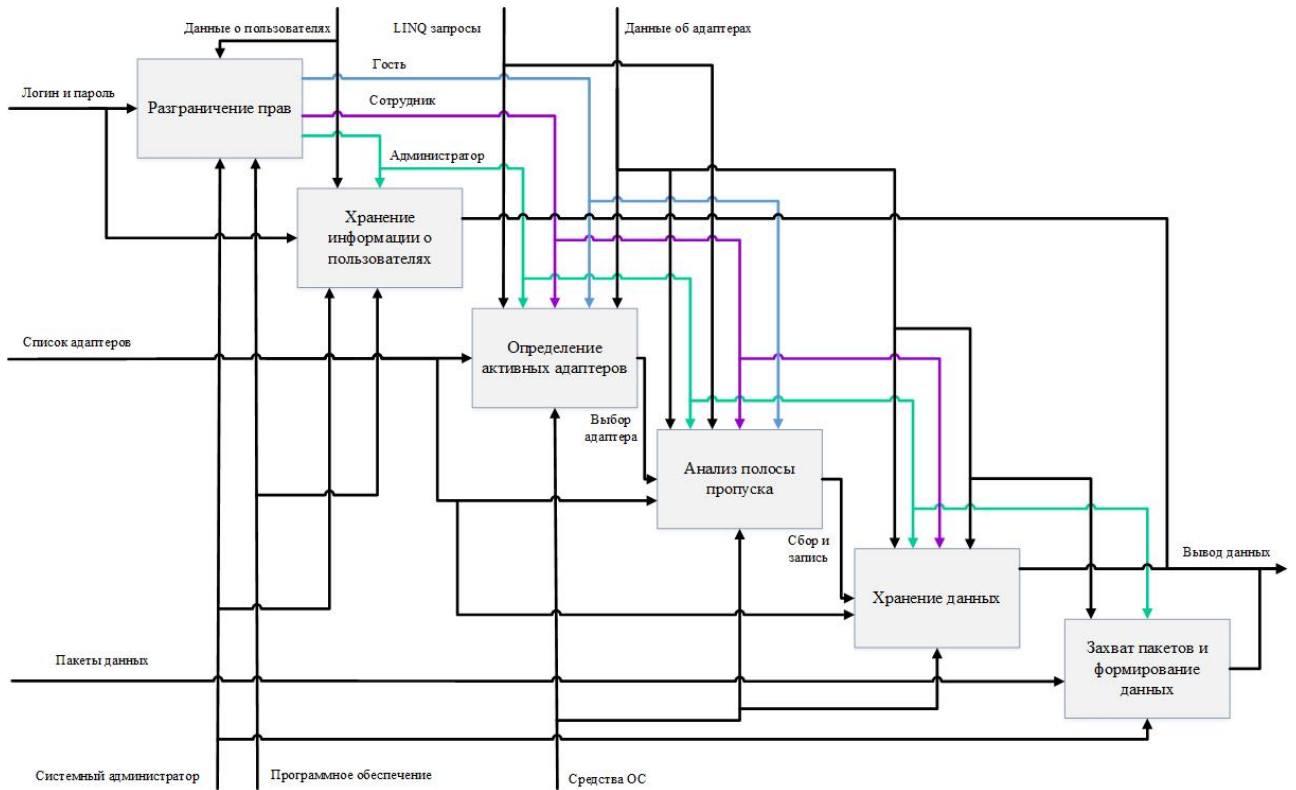 Данные о пользователях
LINQ запросы
Данные об адаптерах
Гость
Логин и пароль
Разграничение прав
Сотрудник
Администратор
Хранение
информации о
пользователях
Список адаптеров
Определение
активных адаптеров
Выбор
адаптера
Анализ полосы
пропуска
Сбор и
запись
Вывод данных
Хранение данных
Пакеты данных
Захват пакетов и
формирование
данных
Системный администратор
Программное обеспечение
Средства ОС